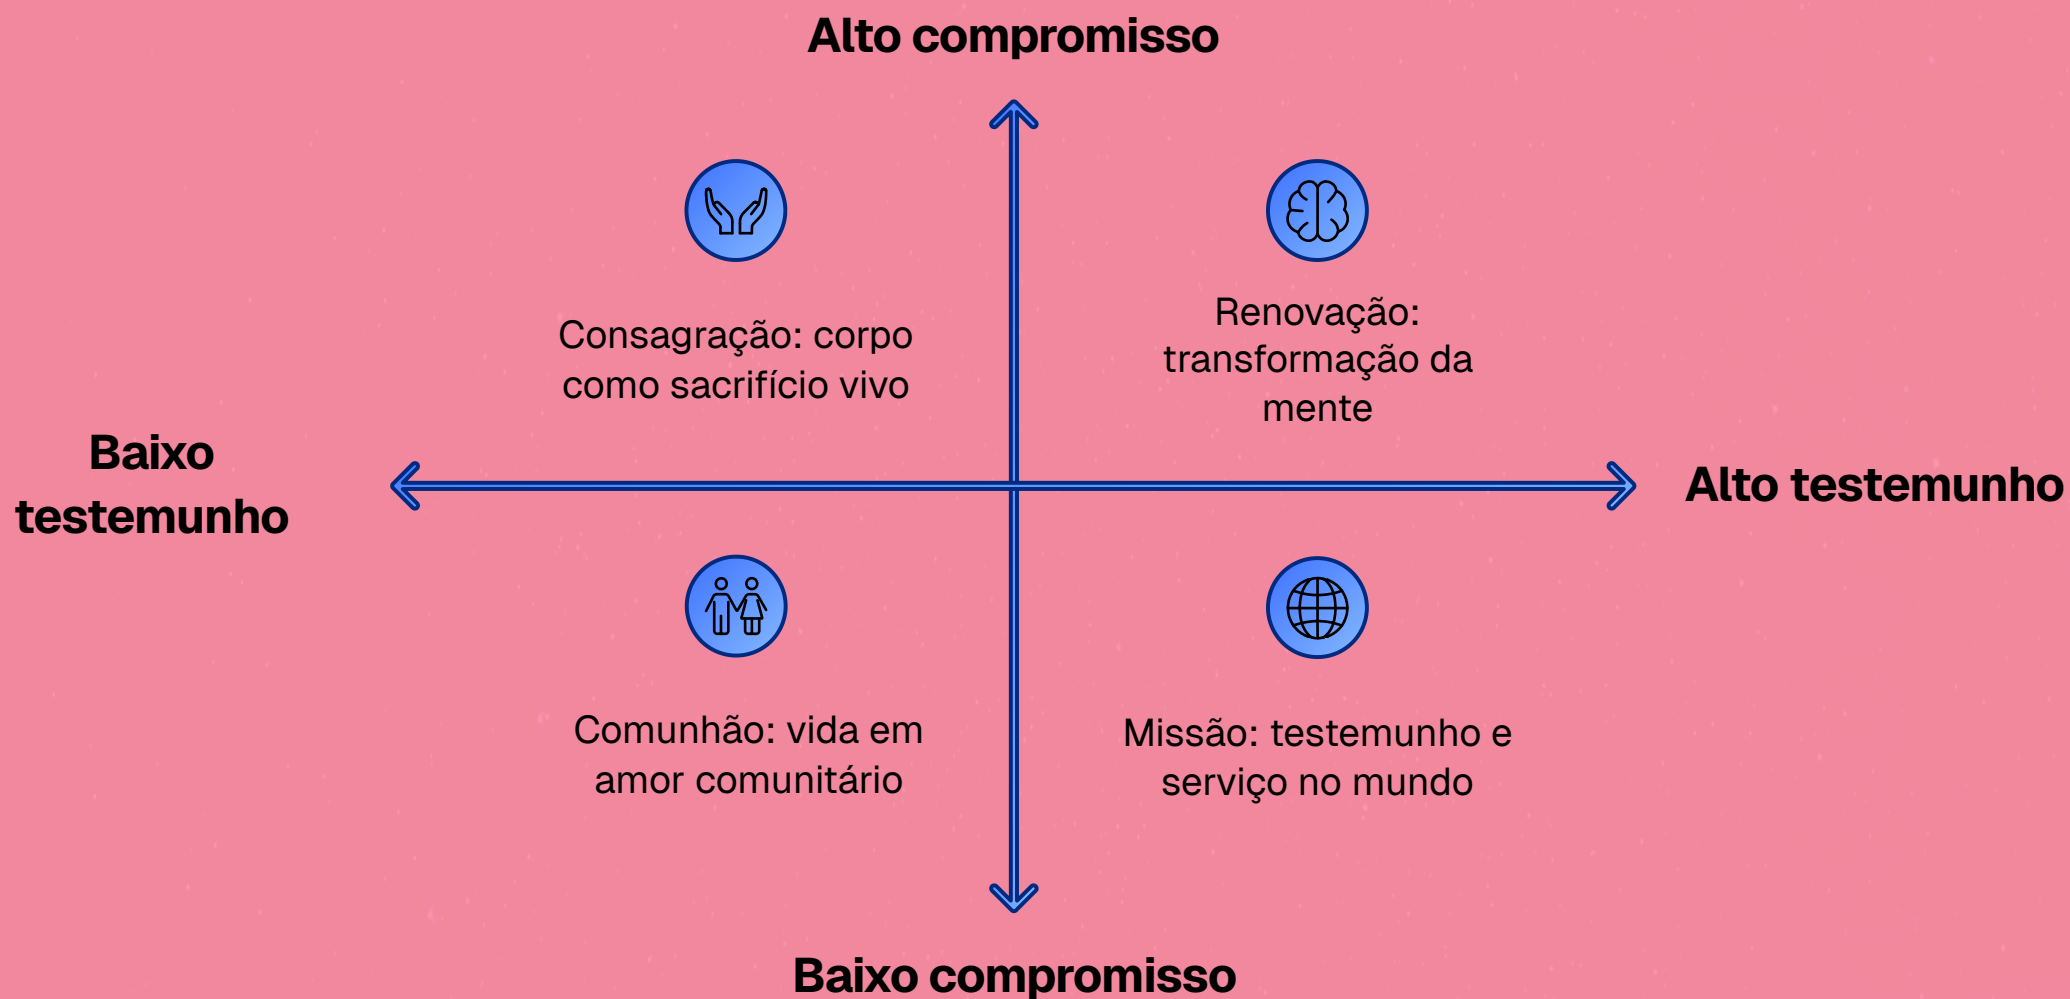 Alto compromisso
Consagração: corpo
como sacrifício vivo
Renovação:
transformação da
mente
Baixo
testemunho
Alto testemunho
Comunhão: vida em
amor comunitário
Missão: testemunho e
serviço no mundo
Baixo compromisso